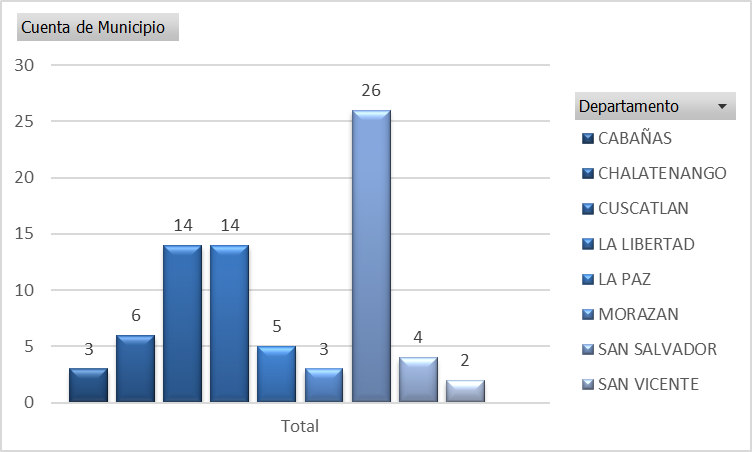 Cuenta de Municipio
30
25
20
15
10
5
0
3
6
14
14
5
3
26
4
2
Total
Departamento
CABAÑAS
CHALATENANGO
CUSCATLAN
LA LIBERTAD
LA PAZ
MORAZAN
SAN SALVADOR
SAN VICENTE